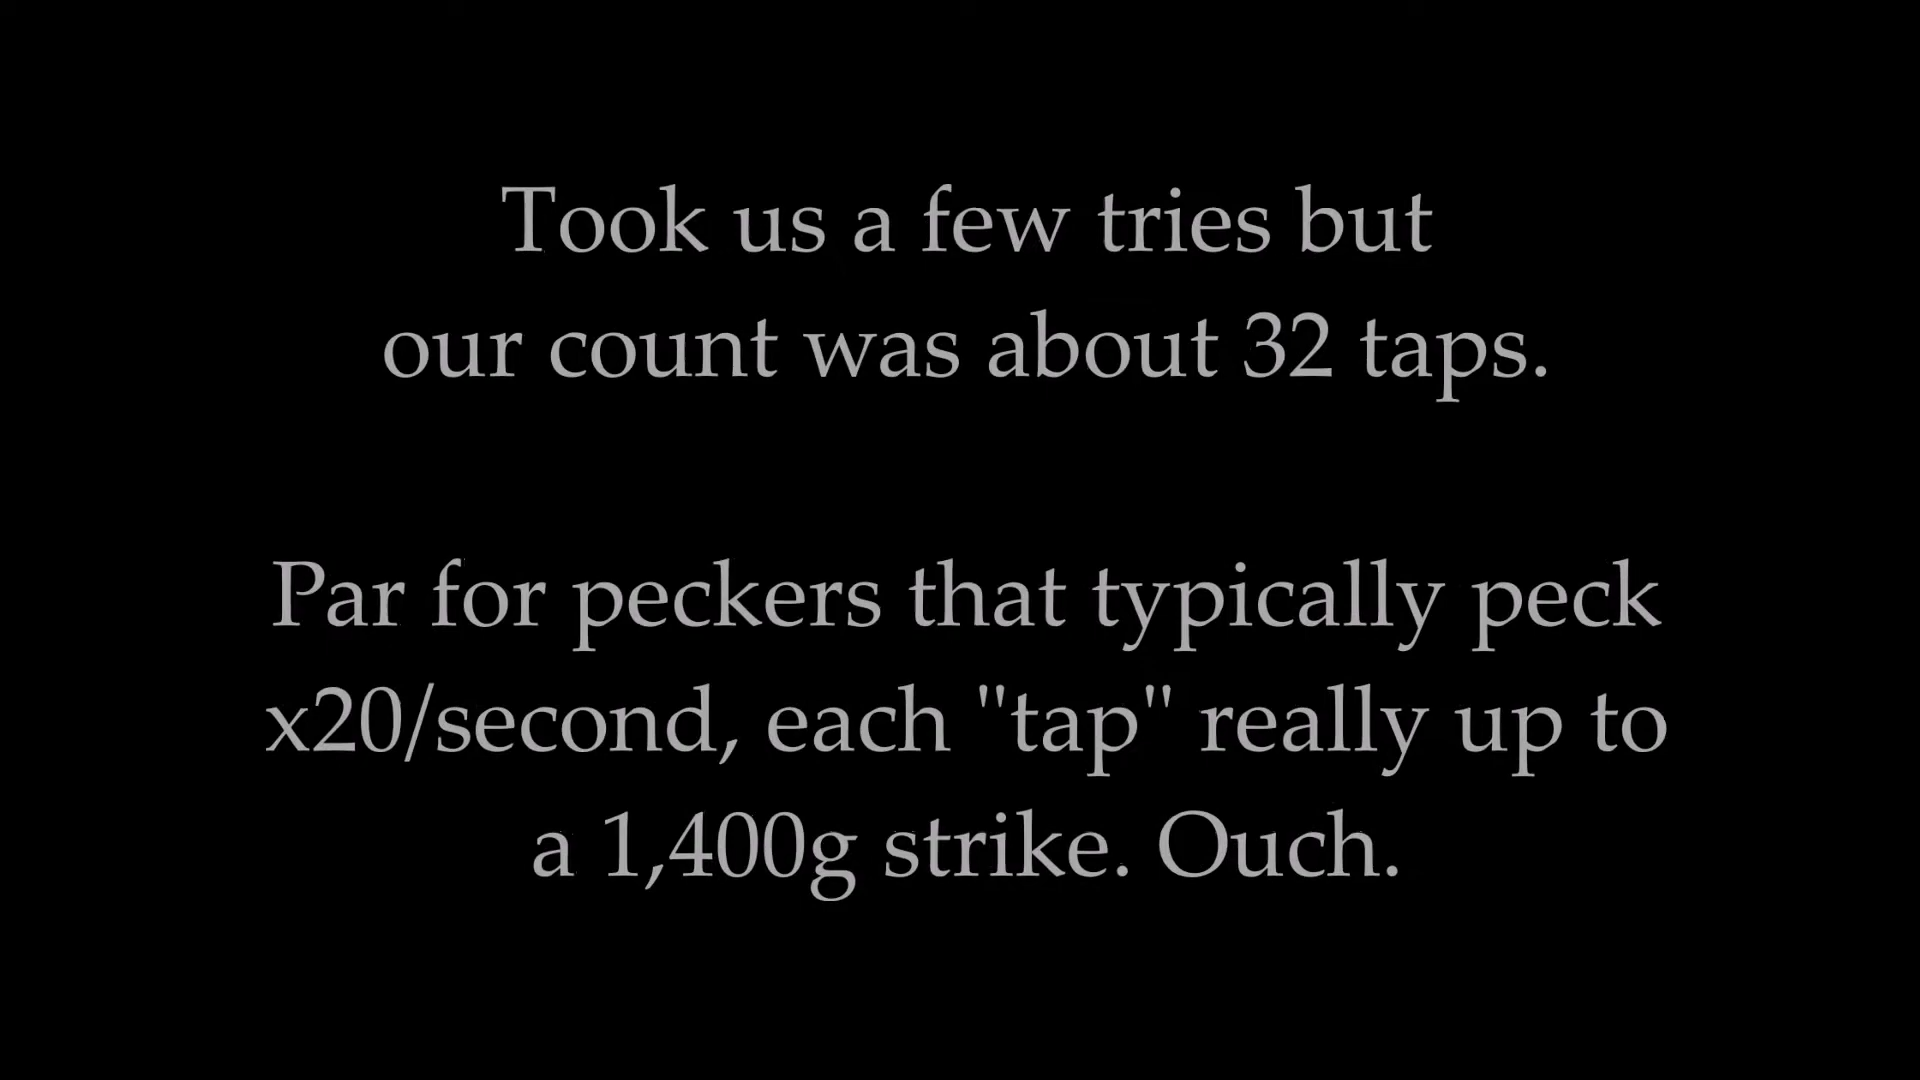 Took us a few tries but
our count was about 32 taps.
Par for peckers that typically peck
x20/second, each "tap" really up to
a 1,400g strike. Ouch.